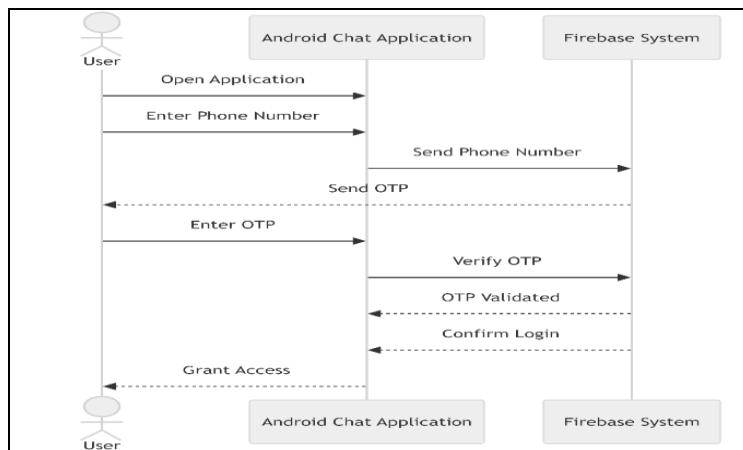 Android Chat Application
Firebase System
User
Open Application
Enter Phone Number
Send Phone Number
Send OTP
Enter OTP
Verify OTP
OTP Validated
Confirm Login
Grant Access
Android Chat Application
Firebase System
User